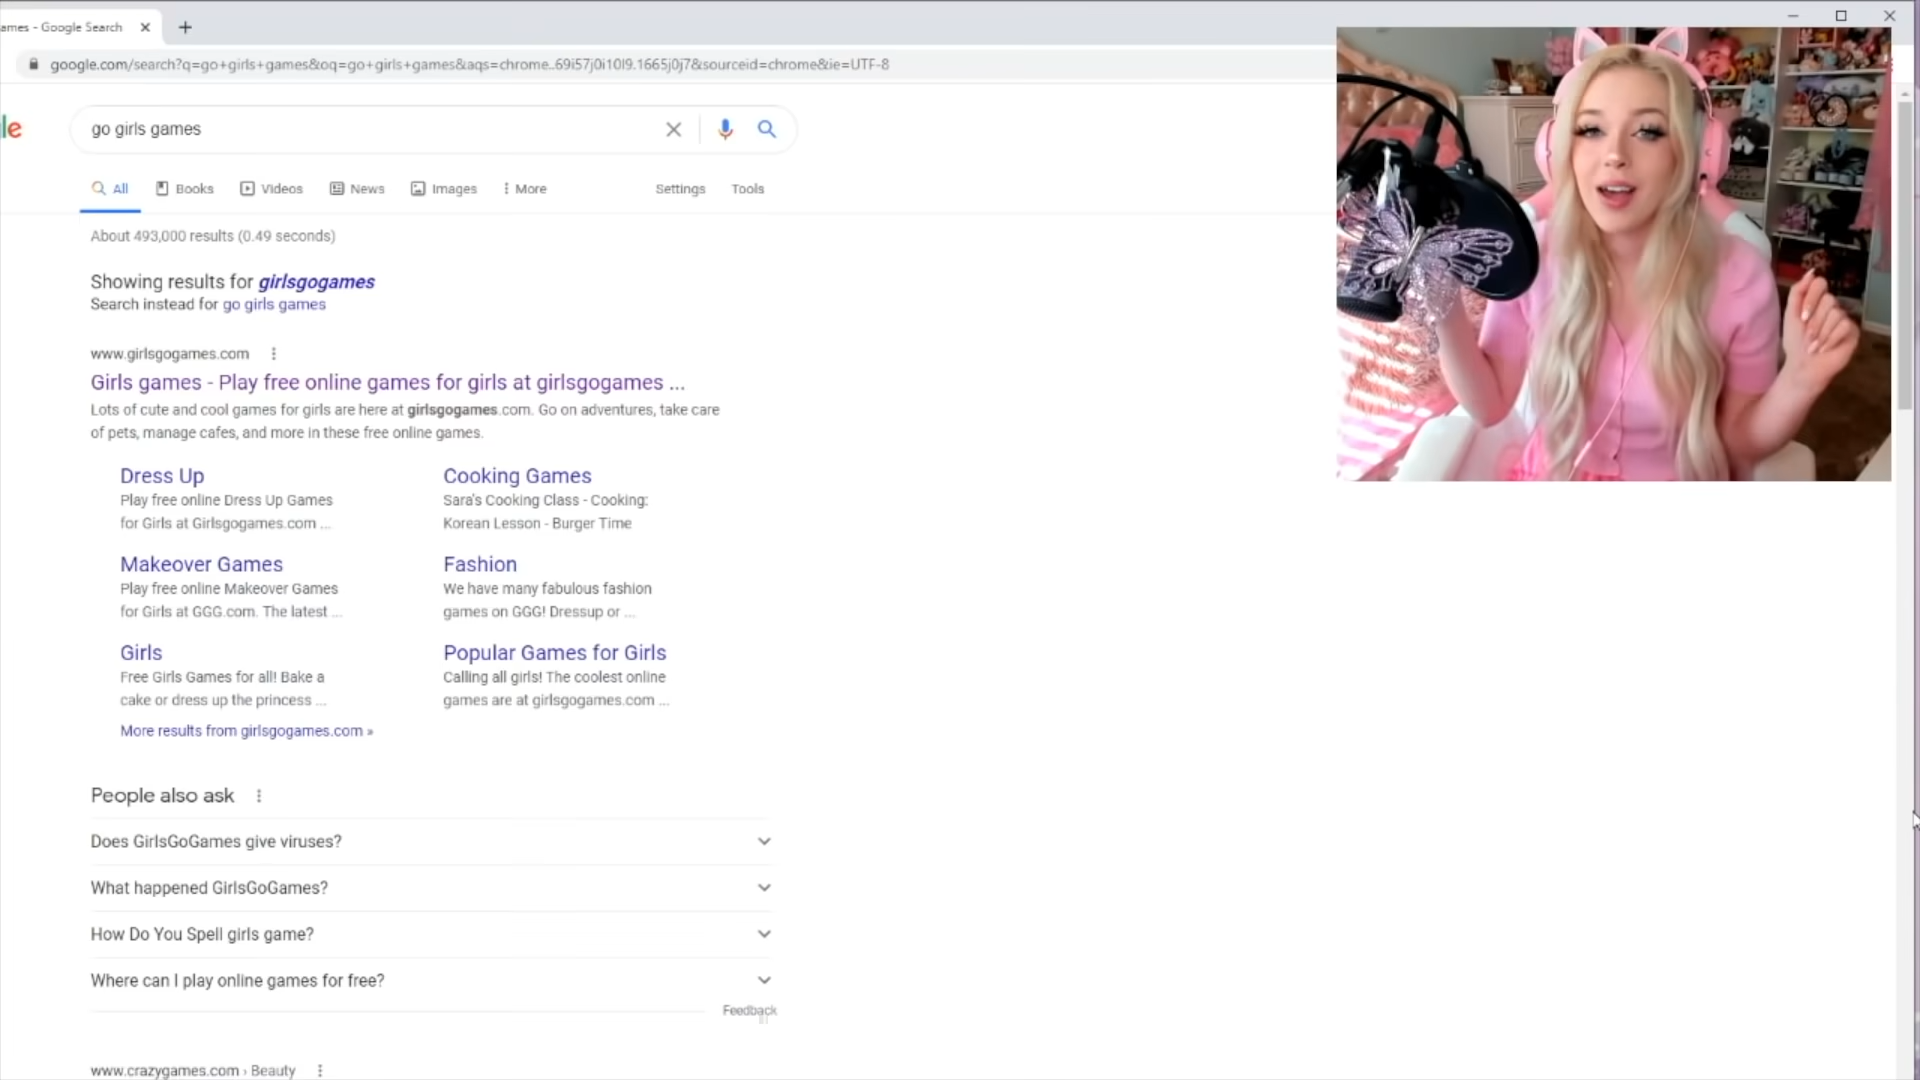 ames - Google Search
google.com/search?q=go+girls+games&oq=go+girls+games&aqs=chrome..69i57j0i10l9.1665j0j7&sourceid=chrome&ie=UTF-8
le
go girls games
All Books Videos News Images More Settings Tools
About 493,000 results (0.49 seconds)
Showing results for girlsgogames
Search instead for go girls games
www.girlsgogames.com
Girls games - Play free online games for girls at girlsgogames ...
Lots of cute and cool games for girls are here at girlsgogames.com. Go on adventures, take care
of pets, manage cafes, and more in these free online games.
Dress Up
Play free online Dress Up Games
for Girls at Girlsgogames.com ...
Cooking Games
Sara's Cooking Class - Cooking:
Korean Lesson - Burger Time
Makeover Games
Play free online Makeover Games
for Girls at GGG.com. The latest ...
Fashion
We have many fabulous fashion
games on GGG! Dressup or ...
Girls
Free Girls Games for all! Bake a
cake or dress up the princess ...
Popular Games for Girls
Calling all girls! The coolest online
games are at girlsgogames.com ...
More results from girlsgogames.com »
People also ask
Does GirlsGoGames give viruses?
What happened GirlsGoGames?
How Do You Spell girls game?
Where can I play online games for free?
Feedback
www.crazygames.com › Beauty